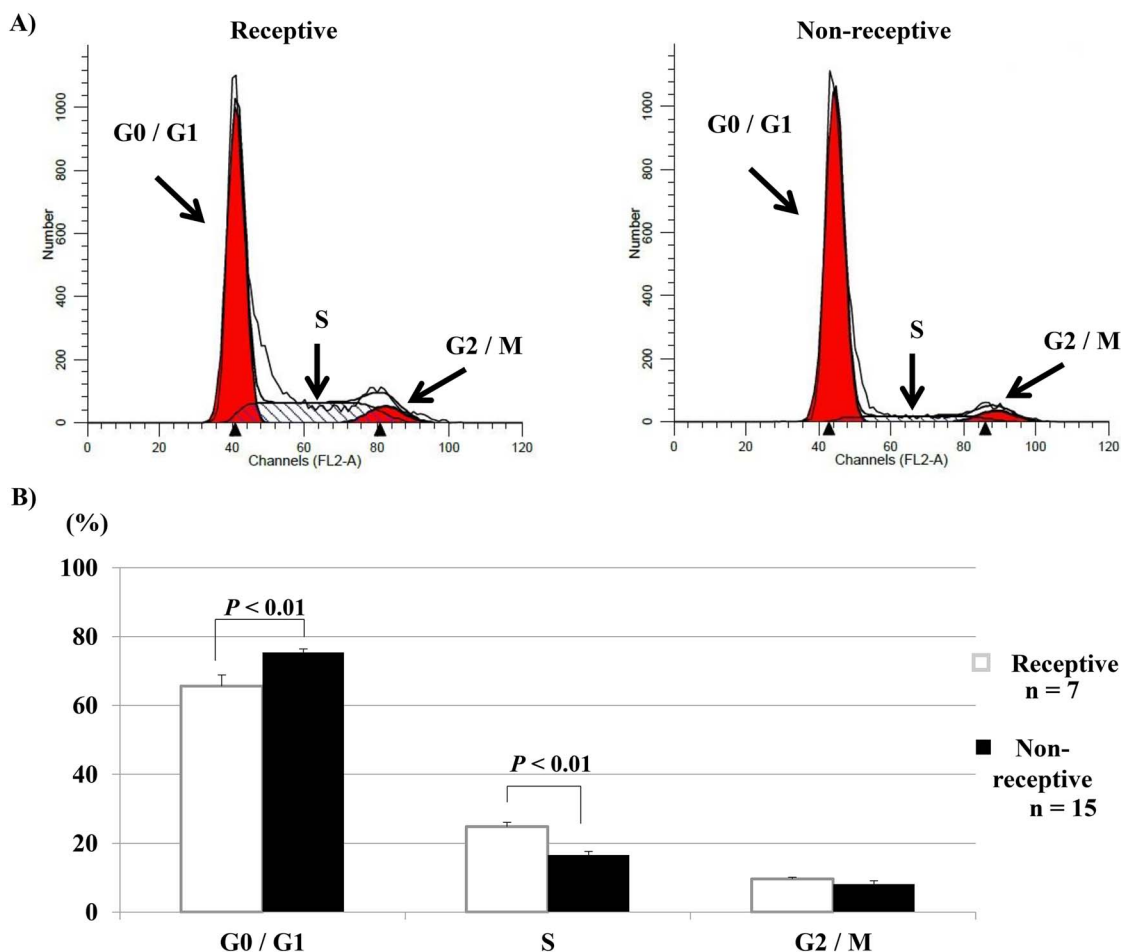 A)
Receptive
Non-receptive
Number
1000
800
600
400
200
0
G0 / G1
S
G2 / M
0 20 40 60 80 100 120
Channels (FL2-A)
Number
1000
800
600
400
200
0
G0 / G1
S
G2 / M
0 20 40 60 80 100 120
Channels (FL2-A)
B)
(%)
100
80
60
40
20
0
P < 0.01
P < 0.01
G0 / G1
S
G2 / M
Receptive
n = 7
Non-
receptive
n = 15